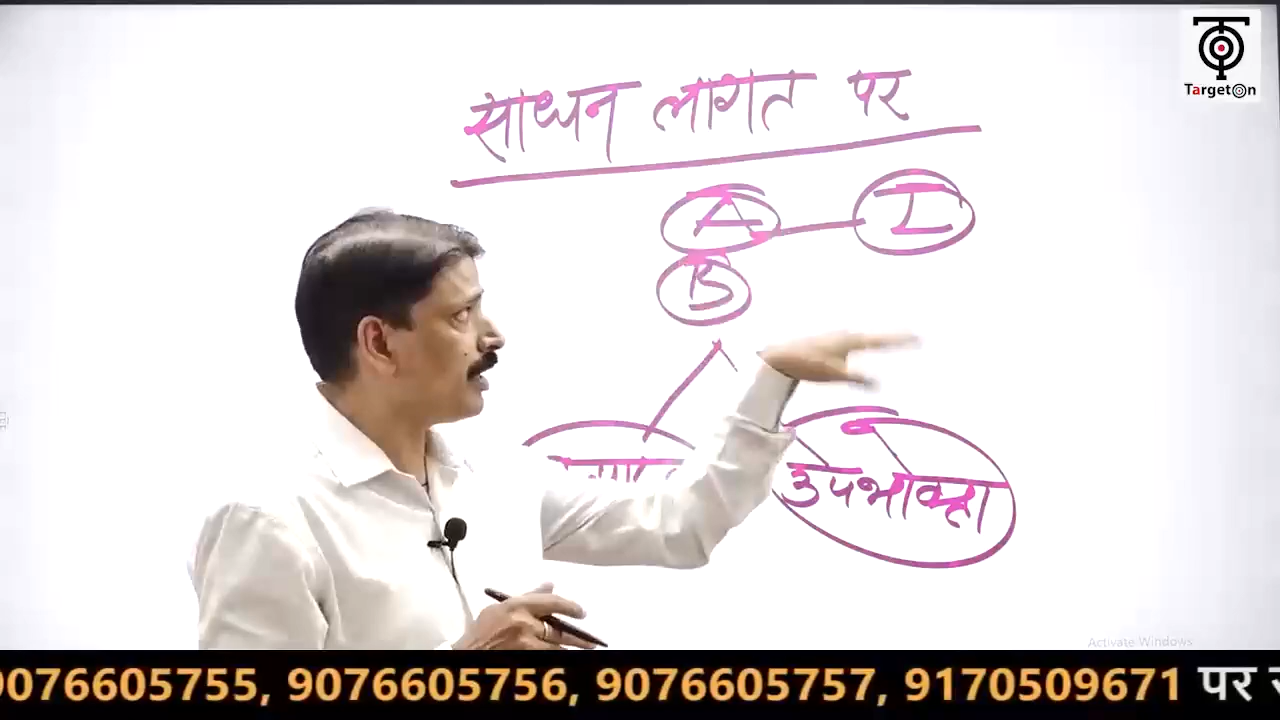 TargetOn
साधन लागत पर
A I
B
उपभोक्ता
Activate Windows
9076605755, 9076605756, 9076605757, 9170509671 पर